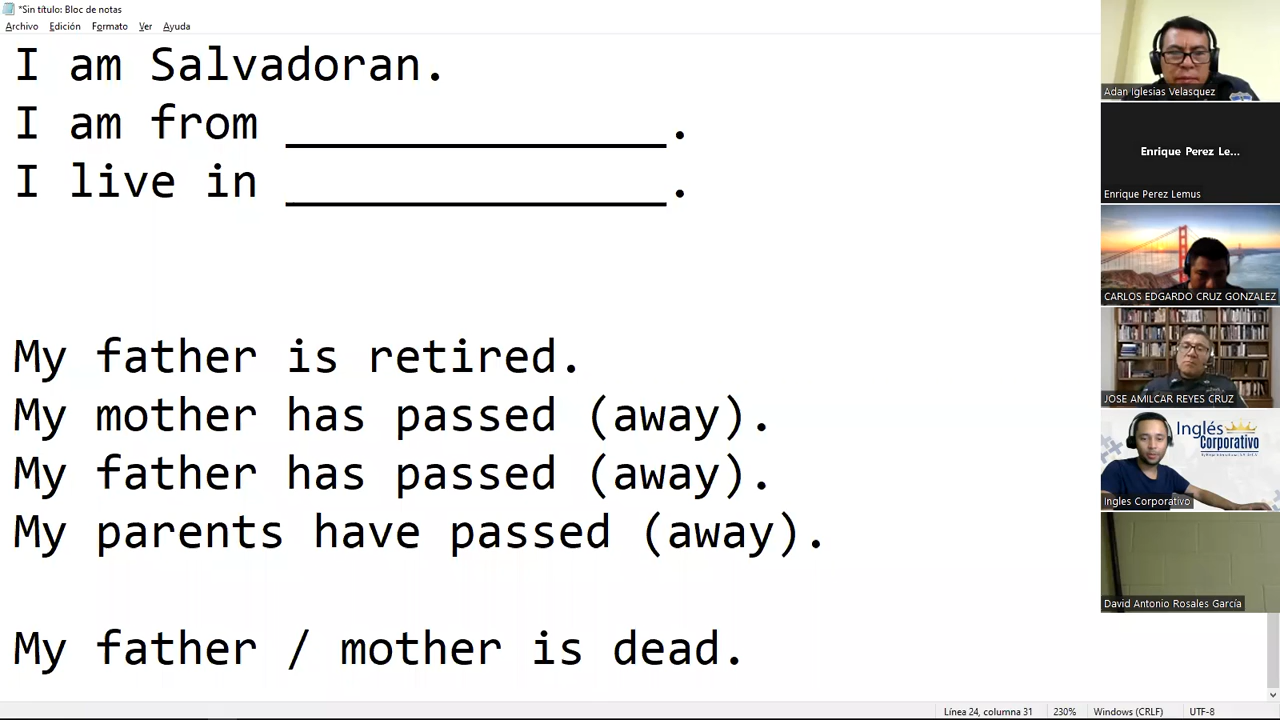 *Sin título: Bloc de notas
Archivo Edición Formato Ver Ayuda
I am Salvadoran.
I am from ______________.
I live in ______________.
My father is retired.
My mother has passed (away).
My father has passed (away).
My parents have passed (away).
My father / mother is dead.
Línea 24, columna 31 230% Windows (CRLF) UTF-8
Adan Iglesias Velasquez
Enrique Perez Le...
Enrique Perez Lemus
CARLOS EDGARDO CRUZ GONZALEZ
JOSE AMILCAR REYES CRUZ
Inglés
Corporativo
Ingles Corporativo
David Antonio Rosales García